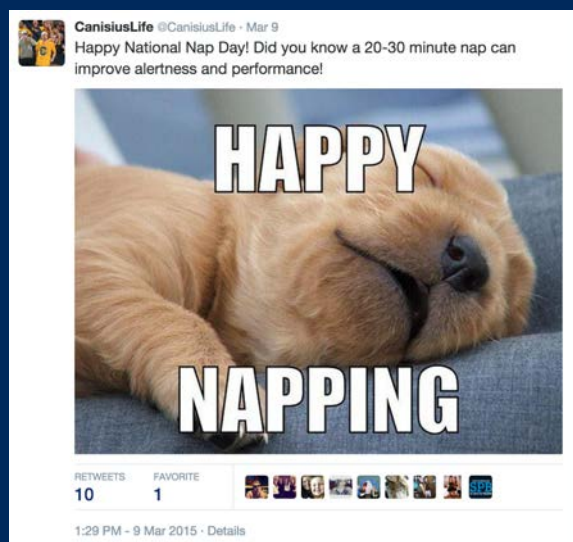 CanisiusLife @CanisiusLife · Mar 9
Happy National Nap Day! Did you know a 20-30 minute nap can
improve alertness and performance!
HAPPY
NAPPING
RETWEETS FAVORITE
10 1
SPB
1:29 PM - 9 Mar 2015 · Details